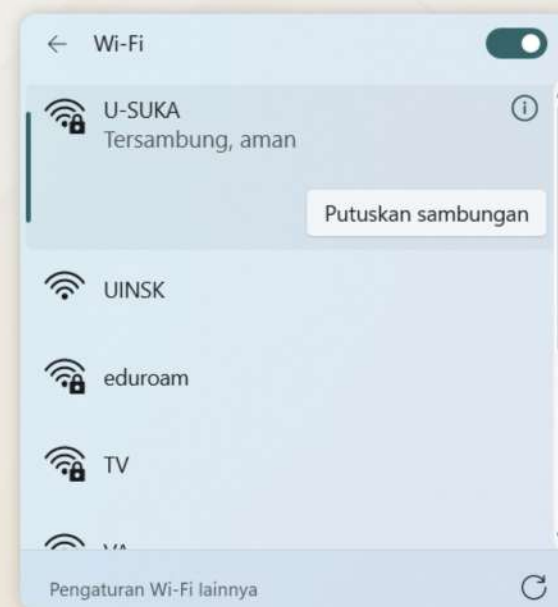 Wi-Fi
U-SUKA
Tersambung, aman
Putuskan sambungan
UINSK
eduroam
TV
Pengaturan Wi-Fi lainnya